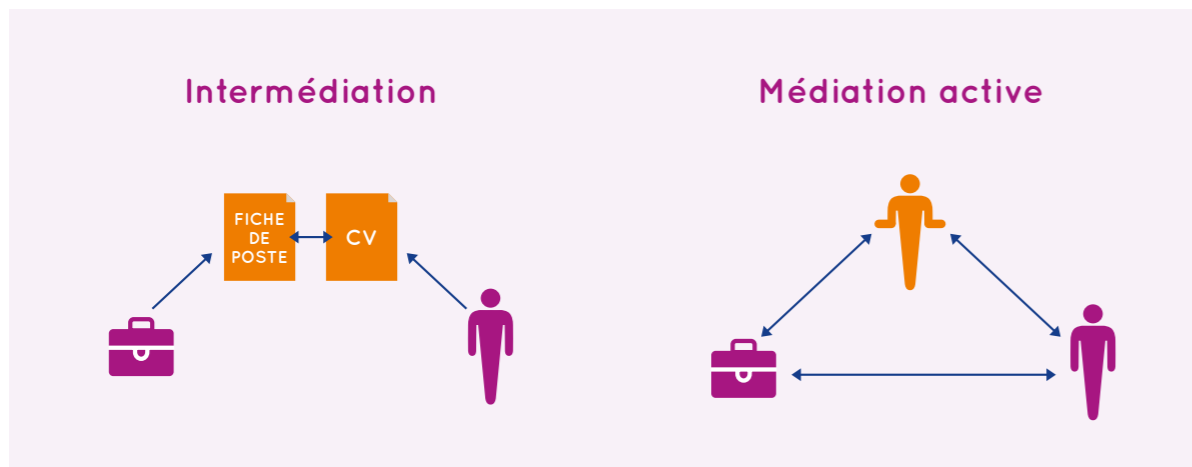 Intermédiation
Médiation active
FICHE
DE
POSTE
CV